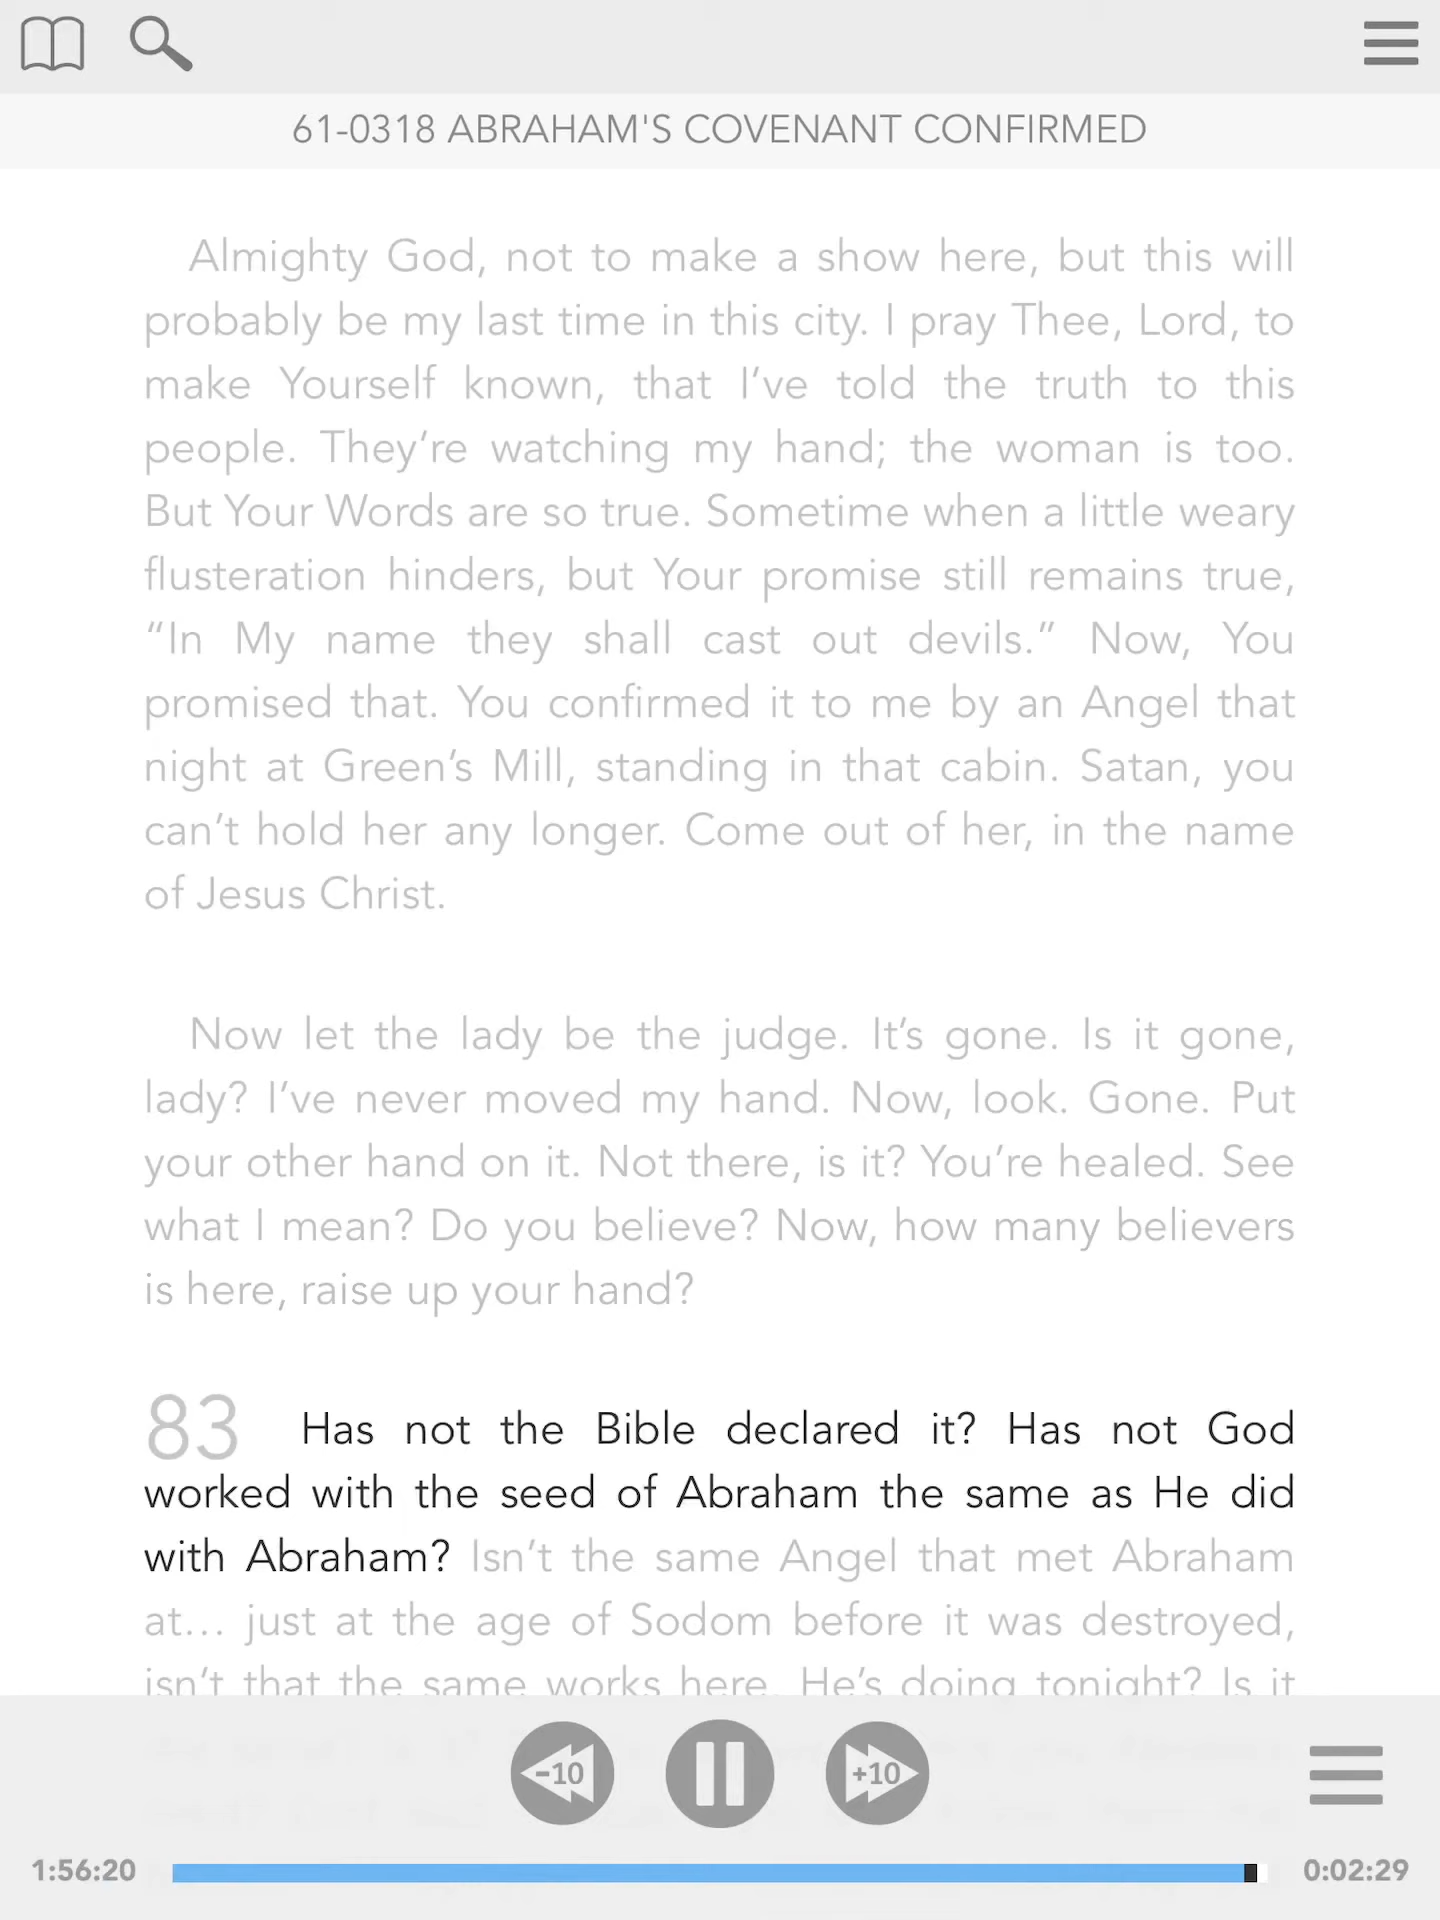 61-0318 ABRAHAM'S COVENANT CONFIRMED
Almighty God, not to make a show here, but this will
probably be my last time in this city. I pray Thee, Lord, to
make Yourself known, that I’ve told the truth to this
people. They’re watching my hand; the woman is too.
But Your Words are so true. Sometime when a little weary
flusteration hinders, but Your promise still remains true,
“In My name they shall cast out devils.” Now, You
promised that. You confirmed it to me by an Angel that
night at Green’s Mill, standing in that cabin. Satan, you
can’t hold her any longer. Come out of her, in the name
of Jesus Christ.
Now let the lady be the judge. It’s gone. Is it gone,
lady? I’ve never moved my hand. Now, look. Gone. Put
your other hand on it. Not there, is it? You’re healed. See
what I mean? Do you believe? Now, how many believers
is here, raise up your hand?
83 Has not the Bible declared it? Has not God
worked with the seed of Abraham the same as He did
with Abraham? Isn’t the same Angel that met Abraham
at… just at the age of Sodom before it was destroyed,
isn’t that the same works here, He’s doing tonight? Is it
-10 +10
1:56:20 0:02:29